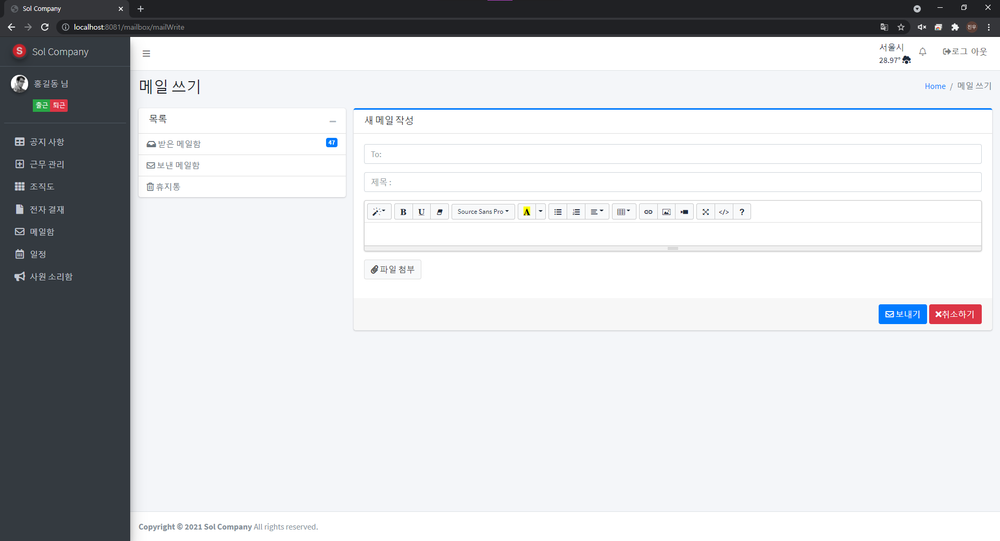 Sol Company
localhost:8081/mailbox/mailWrite
진우
S
Sol Company
서울시
28.97°
로그 아웃
홍길동 님
출근 퇴근
메일 쓰기
Home / 메일 쓰기
공지 사항
근무 관리
조직도
전자 결재
메일함
일정
사원 소리함
목록
받은 메일함 47
보낸 메일함
휴지통
새 메일 작성
To:
제목 :
B U Source Sans Pro A </> ?
파일 첨부
보내기 취소하기
Copyright © 2021 Sol Company All rights reserved.